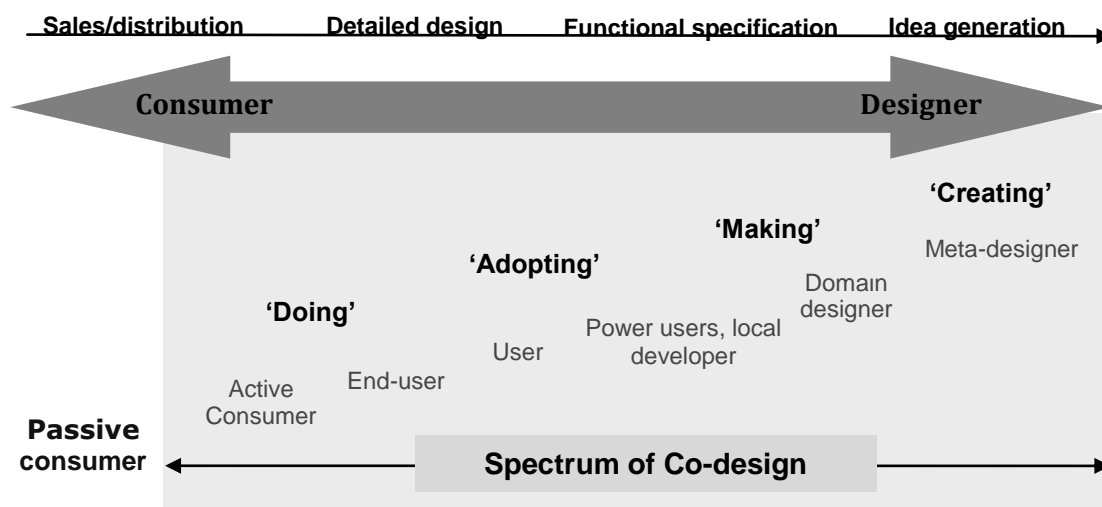 Sales/distribution Detailed design Functional specification Idea generation
Consumer Designer
‘Creating’
‘Making’
Meta-designer
‘Adopting’
Domain
designer
‘Doing’
Power users, local
developer
User
End-user
Active
Consumer
Passive
consumer
Spectrum of Co-design